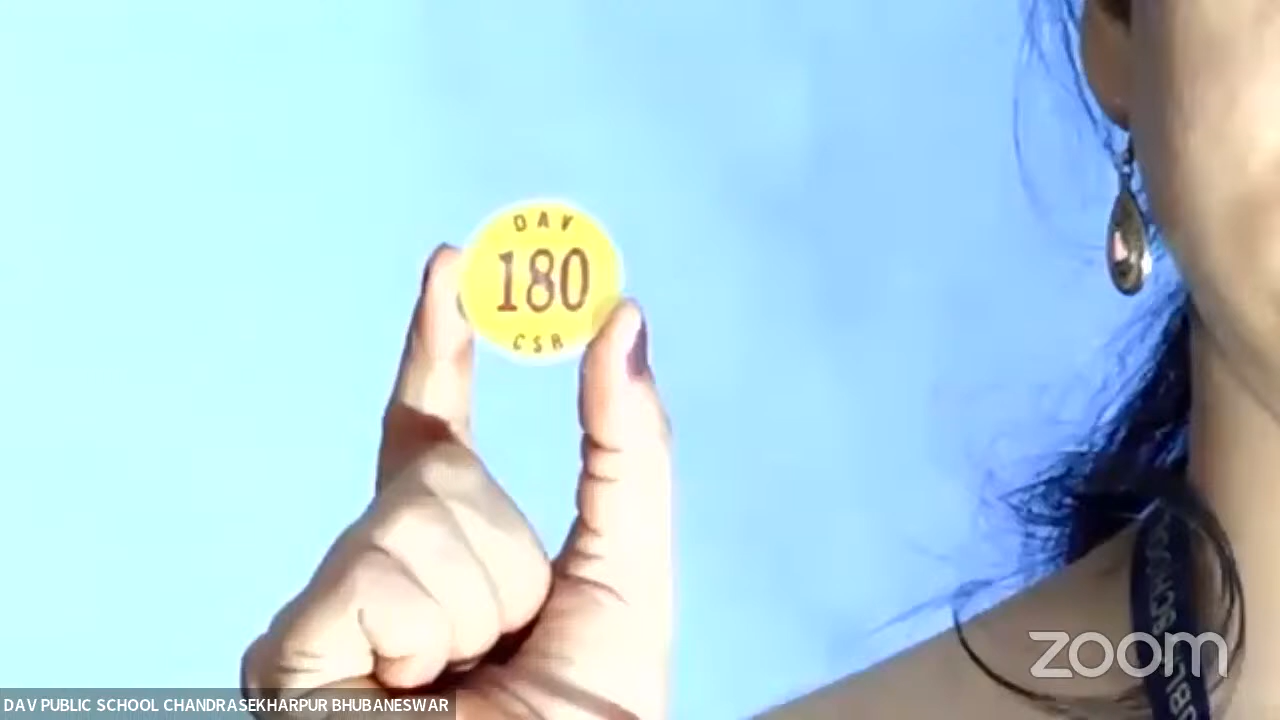 DAV
180
CSR
zoom
DAV PUBLIC SCHOOL CHANDRASEKHARPUR BHUBANESWAR